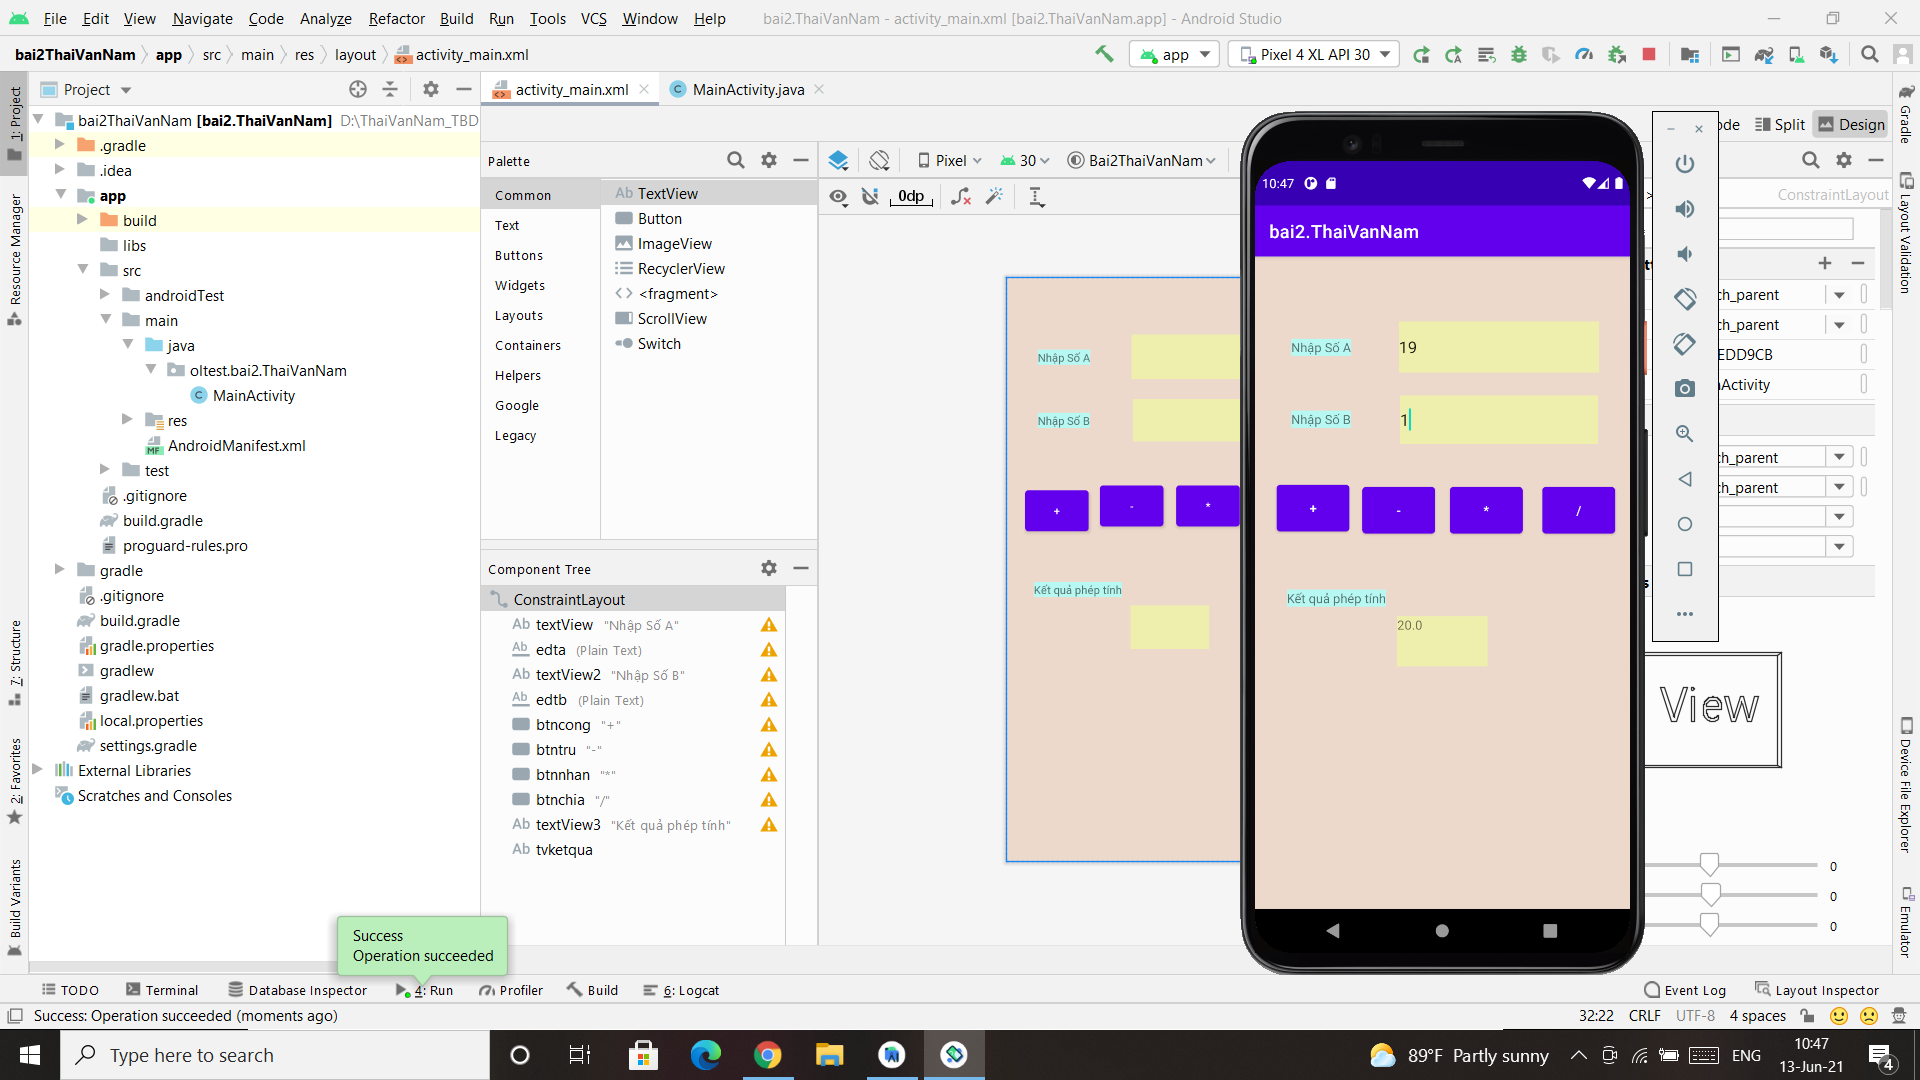 File Edit View Navigate Code Analyze Refactor Build Run Tools VCS Window Help bai2.ThaiVanNam - activity_main.xml [bai2.ThaiVanNam.app] - Android Studio
bai2ThaiVanNam app src main res layout activity_main.xml app Pixel 4 XL API 30
Project activity_main.xml MainActivity.java
1: Project
Resource Manager
7: Structure
2: Favorites
Build Variants
bai2ThaiVanNam [bai2.ThaiVanNam] D:\ThaiVanNam_TBD
.gradle
.idea
app
build
libs
src
androidTest
main
java
oltest.bai2.ThaiVanNam
MainActivity
res
AndroidManifest.xml
test
.gitignore
build.gradle
proguard-rules.pro
gradle
.gitignore
build.gradle
gradle.properties
gradlew
gradlew.bat
local.properties
settings.gradle
External Libraries
Scratches and Consoles
Palette
Common
Text
Buttons
Widgets
Layouts
Containers
Helpers
Google
Legacy
Ab TextView
Button
ImageView
RecyclerView
<fragment>
ScrollView
Switch
Component Tree
ConstraintLayout
Ab textView "Nhập Số A"
Ab edta (Plain Text)
Ab textView2 "Nhập Số B"
Ab edtb (Plain Text)
btncong "+"
btntru "-"
btnnhan "*"
btnchia "/"
Ab textView3 "Kết quả phép tính"
Ab tvketqua
Pixel 30 Bai2ThaiVanNam
0dp
Nhập Số A
Nhập Số B
+ - *
Kết quả phép tính
10:47
bai2.ThaiVanNam
Nhập Số A 19
Nhập Số B 1
+ - * /
Kết quả phép tính
20.0
ode Split Design
ConstraintLayout
ch_parent
ch_parent
EDD9CB
nActivity
ch_parent
ch_parent
View
0
0
0
Gradle
Layout Validation
Device File Explorer
Emulator
Success
Operation succeeded
TODO Terminal Database Inspector 4: Run Profiler Build 6: Logcat Event Log Layout Inspector
Success: Operation succeeded (moments ago) 32:22 CRLF UTF-8 4 spaces
Type here to search 89°F Partly sunny ENG 10:47
13-Jun-21
4